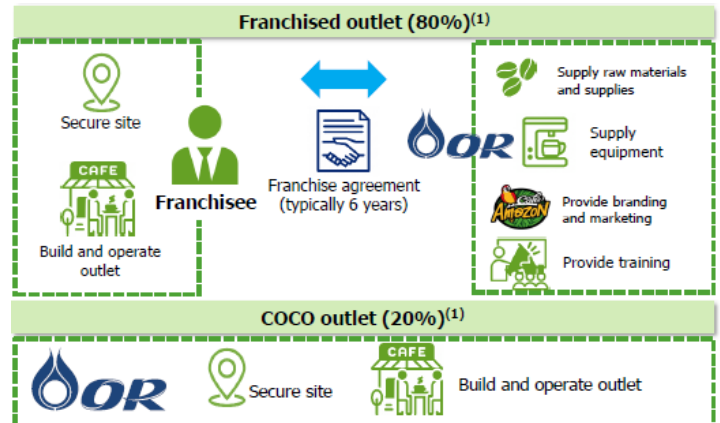 Franchised outlet (80%)(1)
Secure site
CAFE
Build and operate
outlet
Franchisee
Franchise agreement
(typically 6 years)
OR
Supply raw materials
and supplies
Supply
equipment
Café
Amazon
Provide branding
and marketing
Provide training
COCO outlet (20%)(1)
OR
Secure site
CAFE
Build and operate outlet